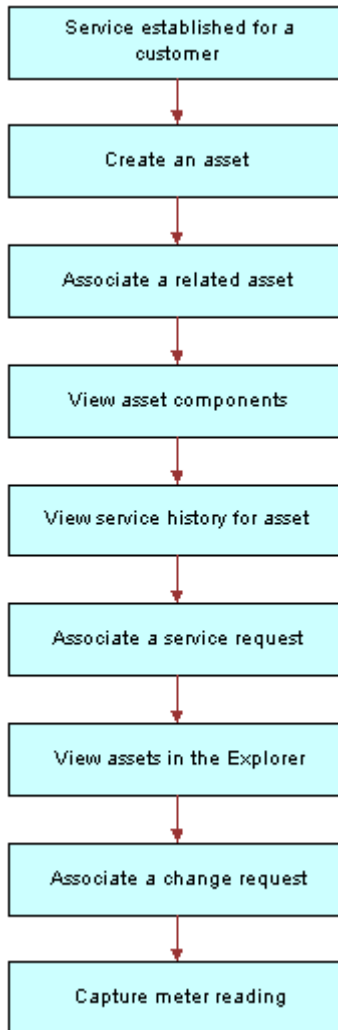 Service established for a
customer
Create an asset
Associate a related asset
View asset components
View service history for asset
Associate a service request
View assets in the Explorer
Associate a change request
Capture meter reading